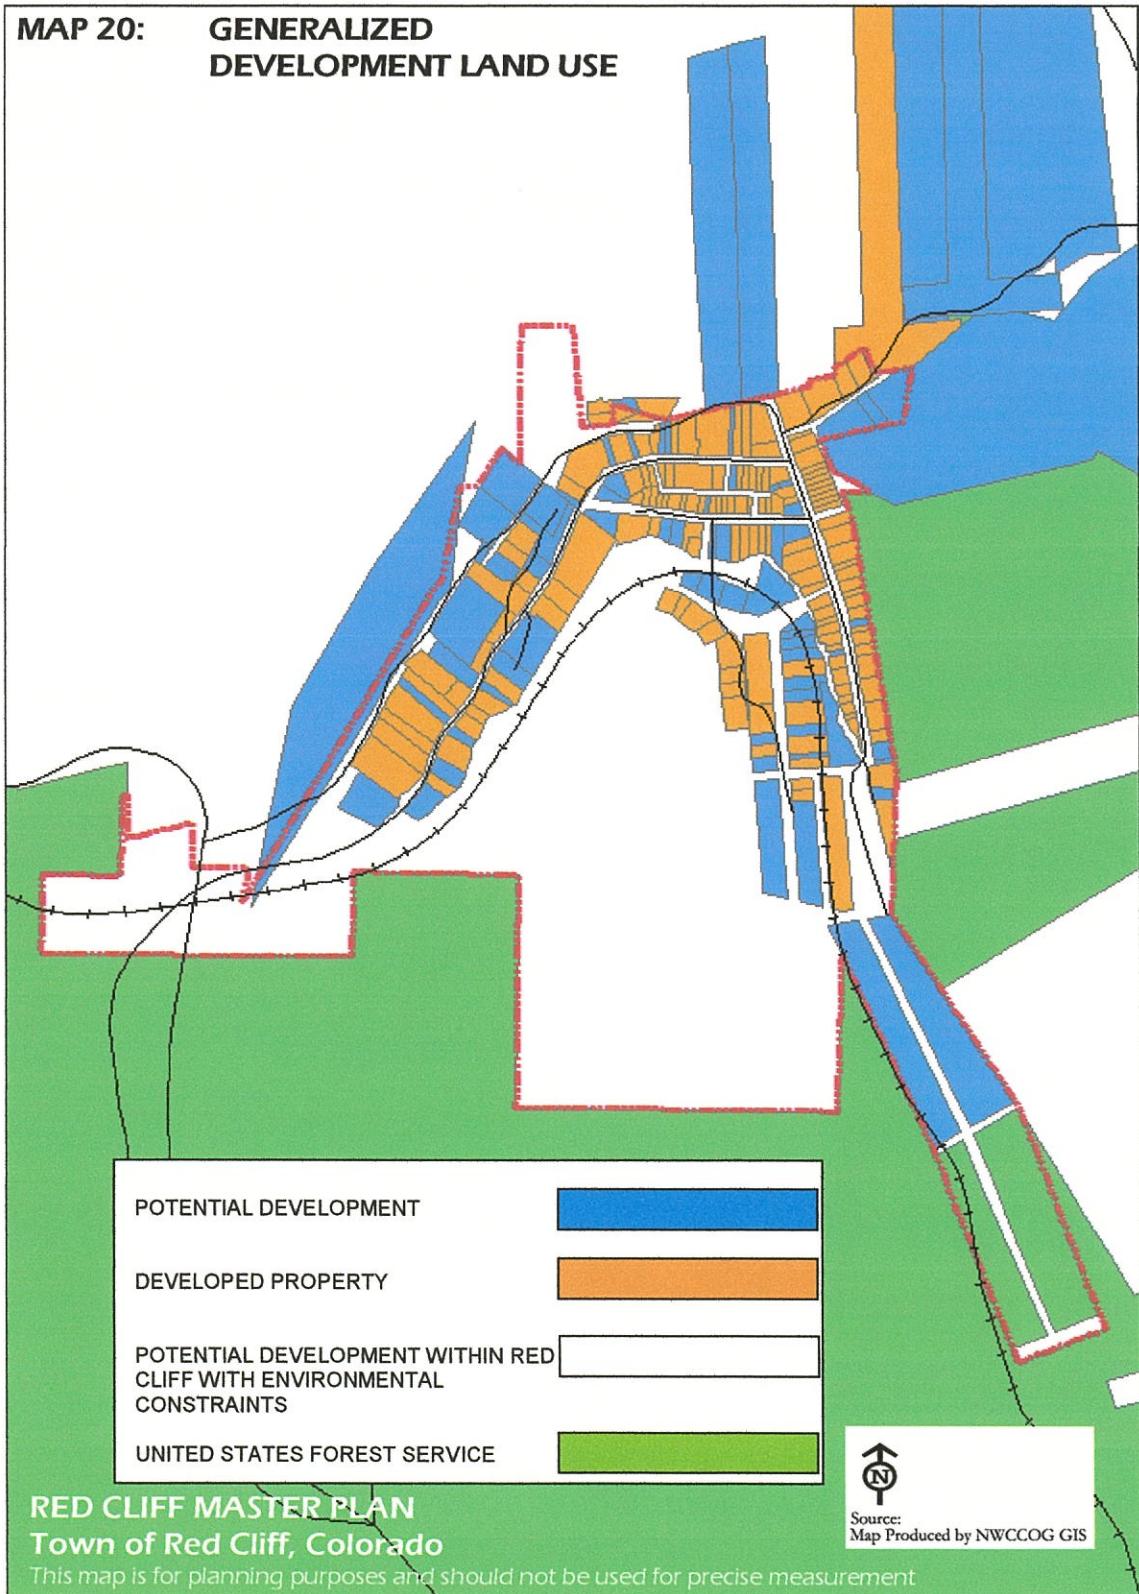 MAP 20: GENERALIZED
DEVELOPMENT LAND USE
POTENTIAL DEVELOPMENT
DEVELOPED PROPERTY
POTENTIAL DEVELOPMENT WITHIN RED
CLIFF WITH ENVIRONMENTAL
CONSTRAINTS
UNITED STATES FOREST SERVICE
N
Source:
Map Produced by NWCCOG GIS
RED CLIFF MASTER PLAN
Town of Red Cliff, Colorado
This map is for planning purposes and should not be used for precise measurement